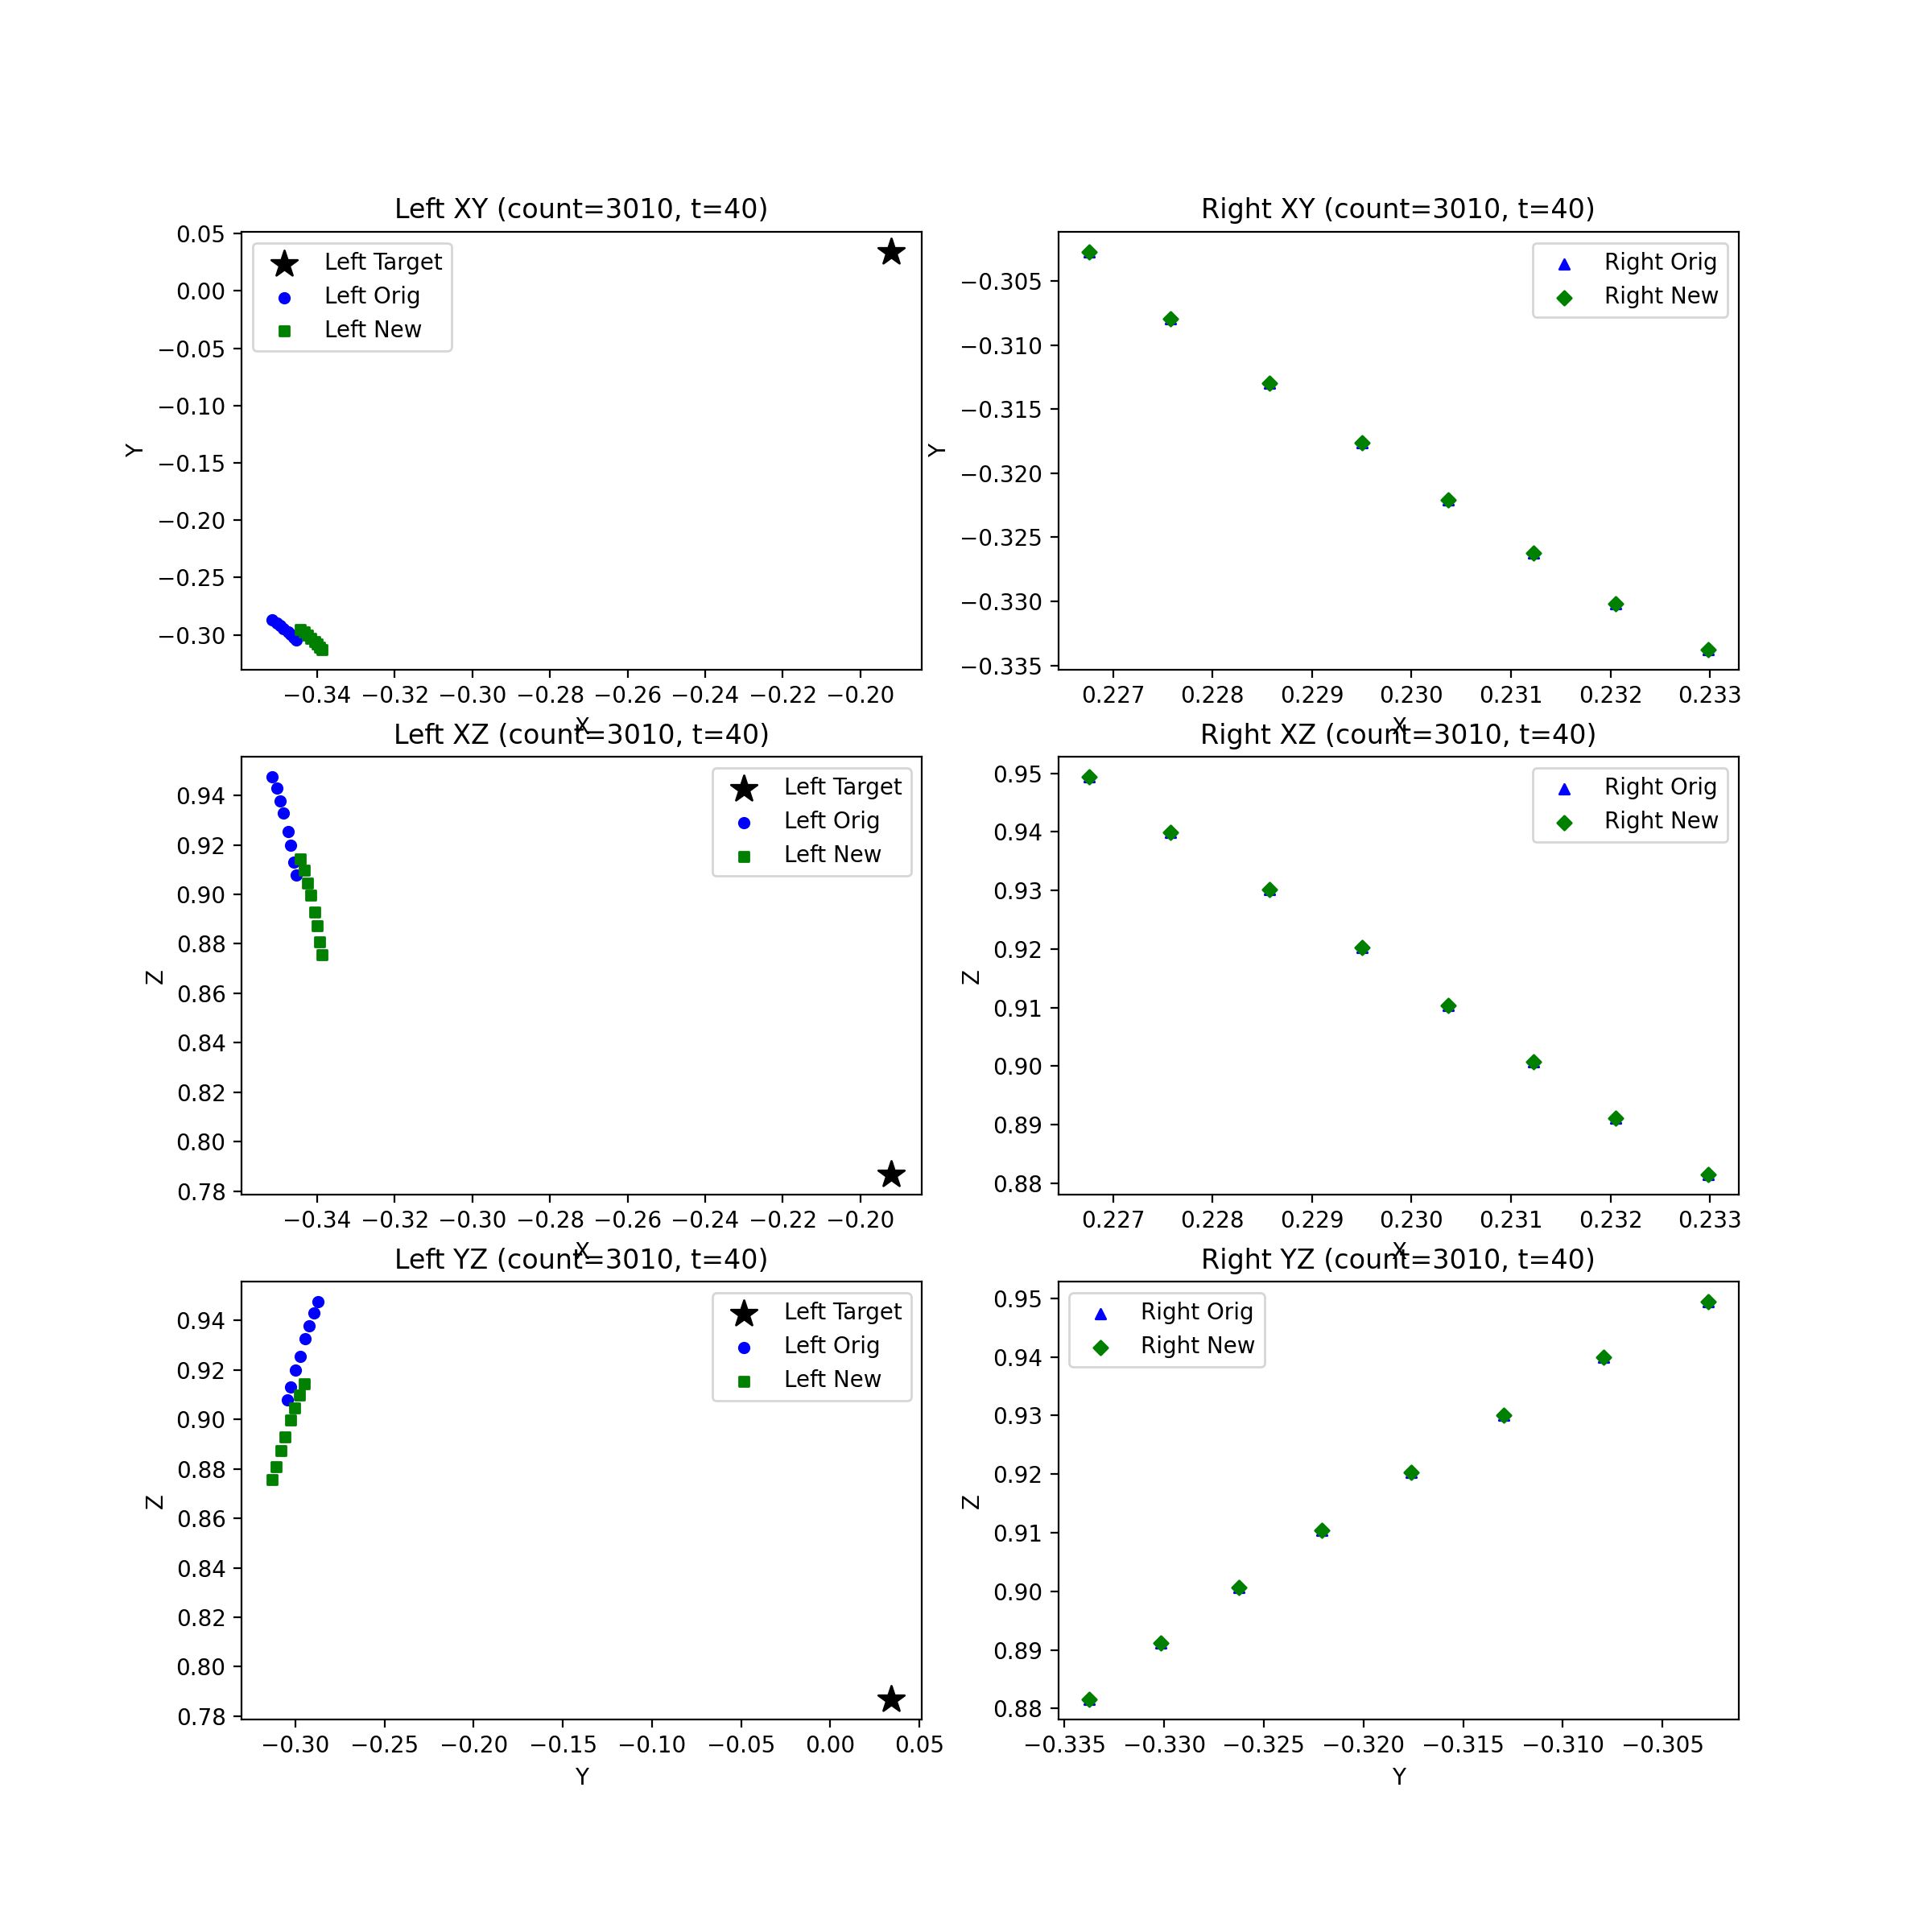 Left XY (count=3010, t=40)
Left Target
Left Orig
Left New
0.05
0.00
−0.05
−0.10
−0.15
−0.20
−0.25
−0.30
Y
−0.34 −0.32 −0.30 −0.28 −0.26 −0.24 −0.22 −0.20
X
Right XY (count=3010, t=40)
Right Orig
Right New
−0.305
−0.310
−0.315
−0.320
−0.325
−0.330
−0.335
Y
0.227 0.228 0.229 0.230 0.231 0.232 0.233
X
Left XZ (count=3010, t=40)
Left Target
Left Orig
Left New
0.94
0.92
0.90
0.88
0.86
0.84
0.82
0.80
0.78
Z
−0.34 −0.32 −0.30 −0.28 −0.26 −0.24 −0.22 −0.20
X
Right XZ (count=3010, t=40)
Right Orig
Right New
0.95
0.94
0.93
0.92
0.91
0.90
0.89
0.88
Z
0.227 0.228 0.229 0.230 0.231 0.232 0.233
X
Left YZ (count=3010, t=40)
Left Target
Left Orig
Left New
0.94
0.92
0.90
0.88
0.86
0.84
0.82
0.80
0.78
Z
−0.30 −0.25 −0.20 −0.15 −0.10 −0.05 0.00 0.05
Y
Right YZ (count=3010, t=40)
Right Orig
Right New
0.95
0.94
0.93
0.92
0.91
0.90
0.89
0.88
Z
−0.335 −0.330 −0.325 −0.320 −0.315 −0.310 −0.305
Y